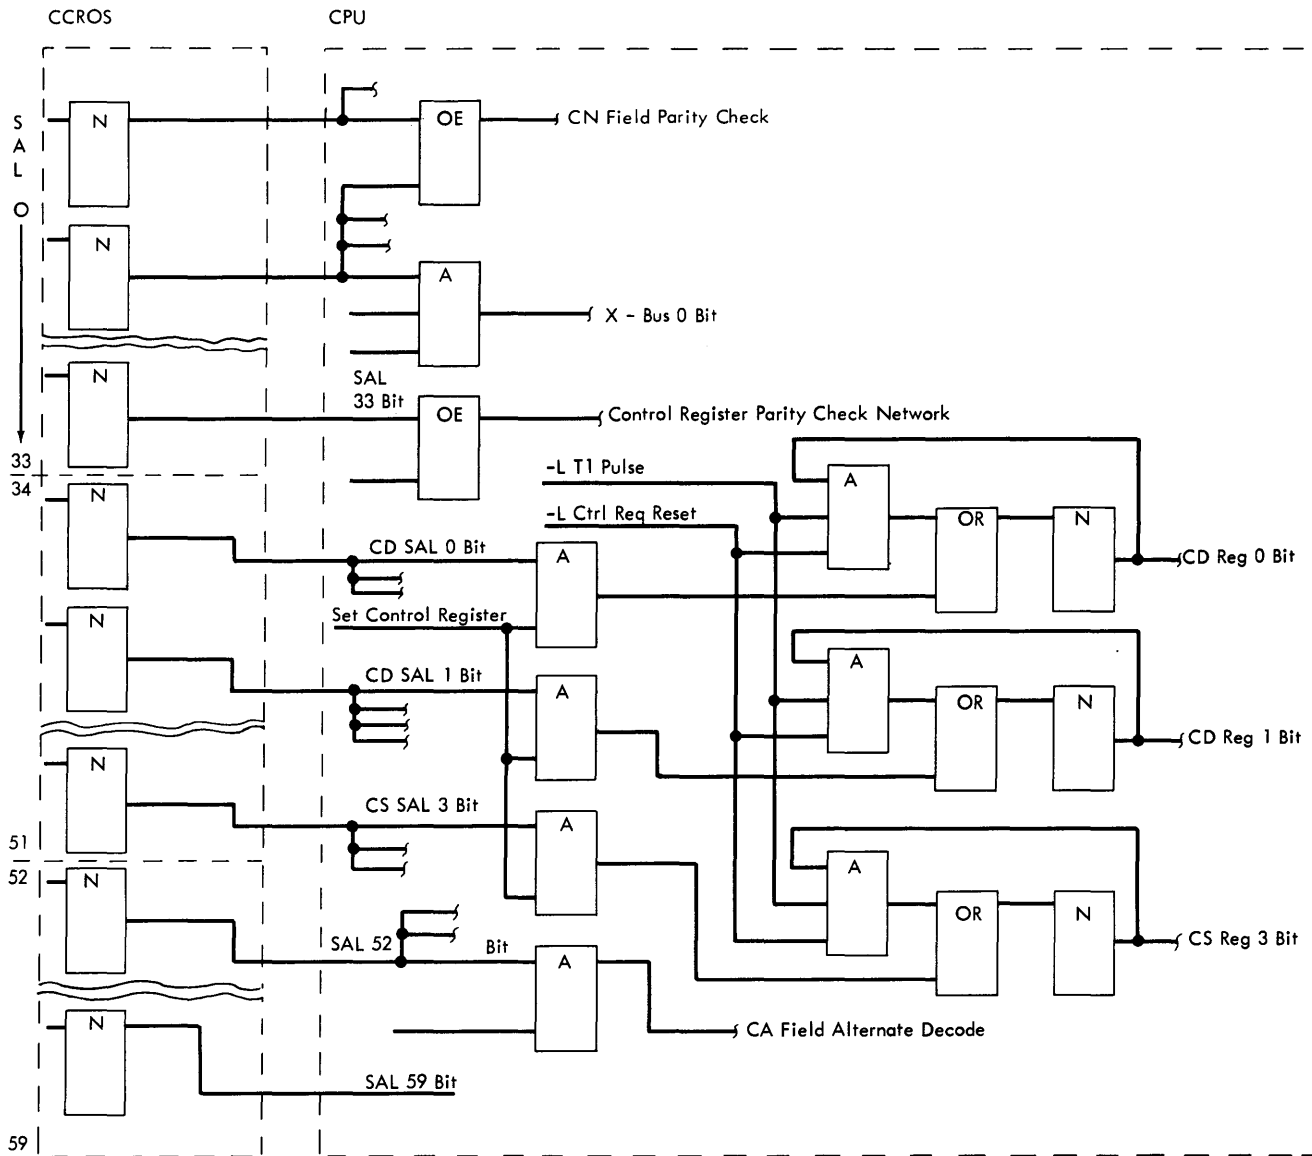 CCROS
CPU
SAL 0
N
OE
CN Field Parity Check
N
A
X - Bus 0 Bit
N
SAL
33 Bit
OE
Control Register Parity Check Network
33
34
N
-L T1 Pulse
A
-L Ctrl Req Reset
OR
N
CD SAL 0 Bit
A
CD Reg 0 Bit
Set Control Register
N
CD SAL 1 Bit
A
A
OR
N
CD Reg 1 Bit
N
CS SAL 3 Bit
A
51
52
N
A
OR
N
CS Reg 3 Bit
SAL 52 Bit
A
N
CA Field Alternate Decode
SAL 59 Bit
59